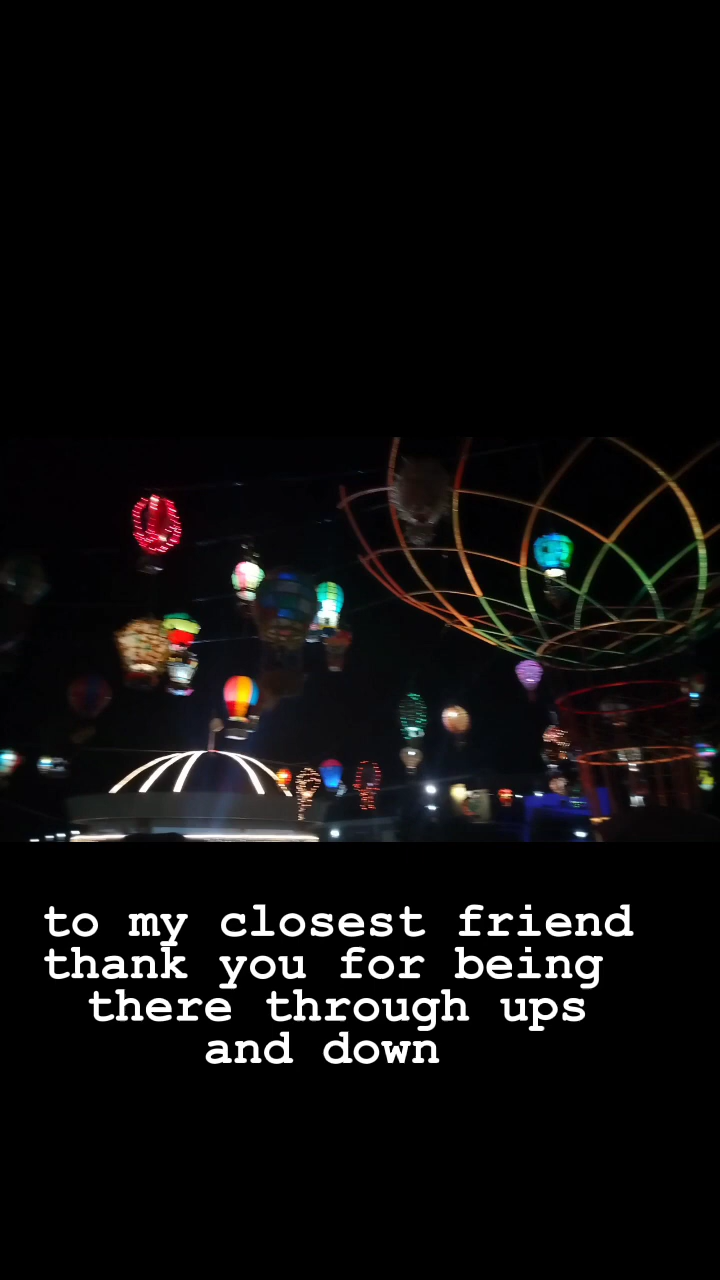 to my closest friend
thank you for being
there through ups
and down